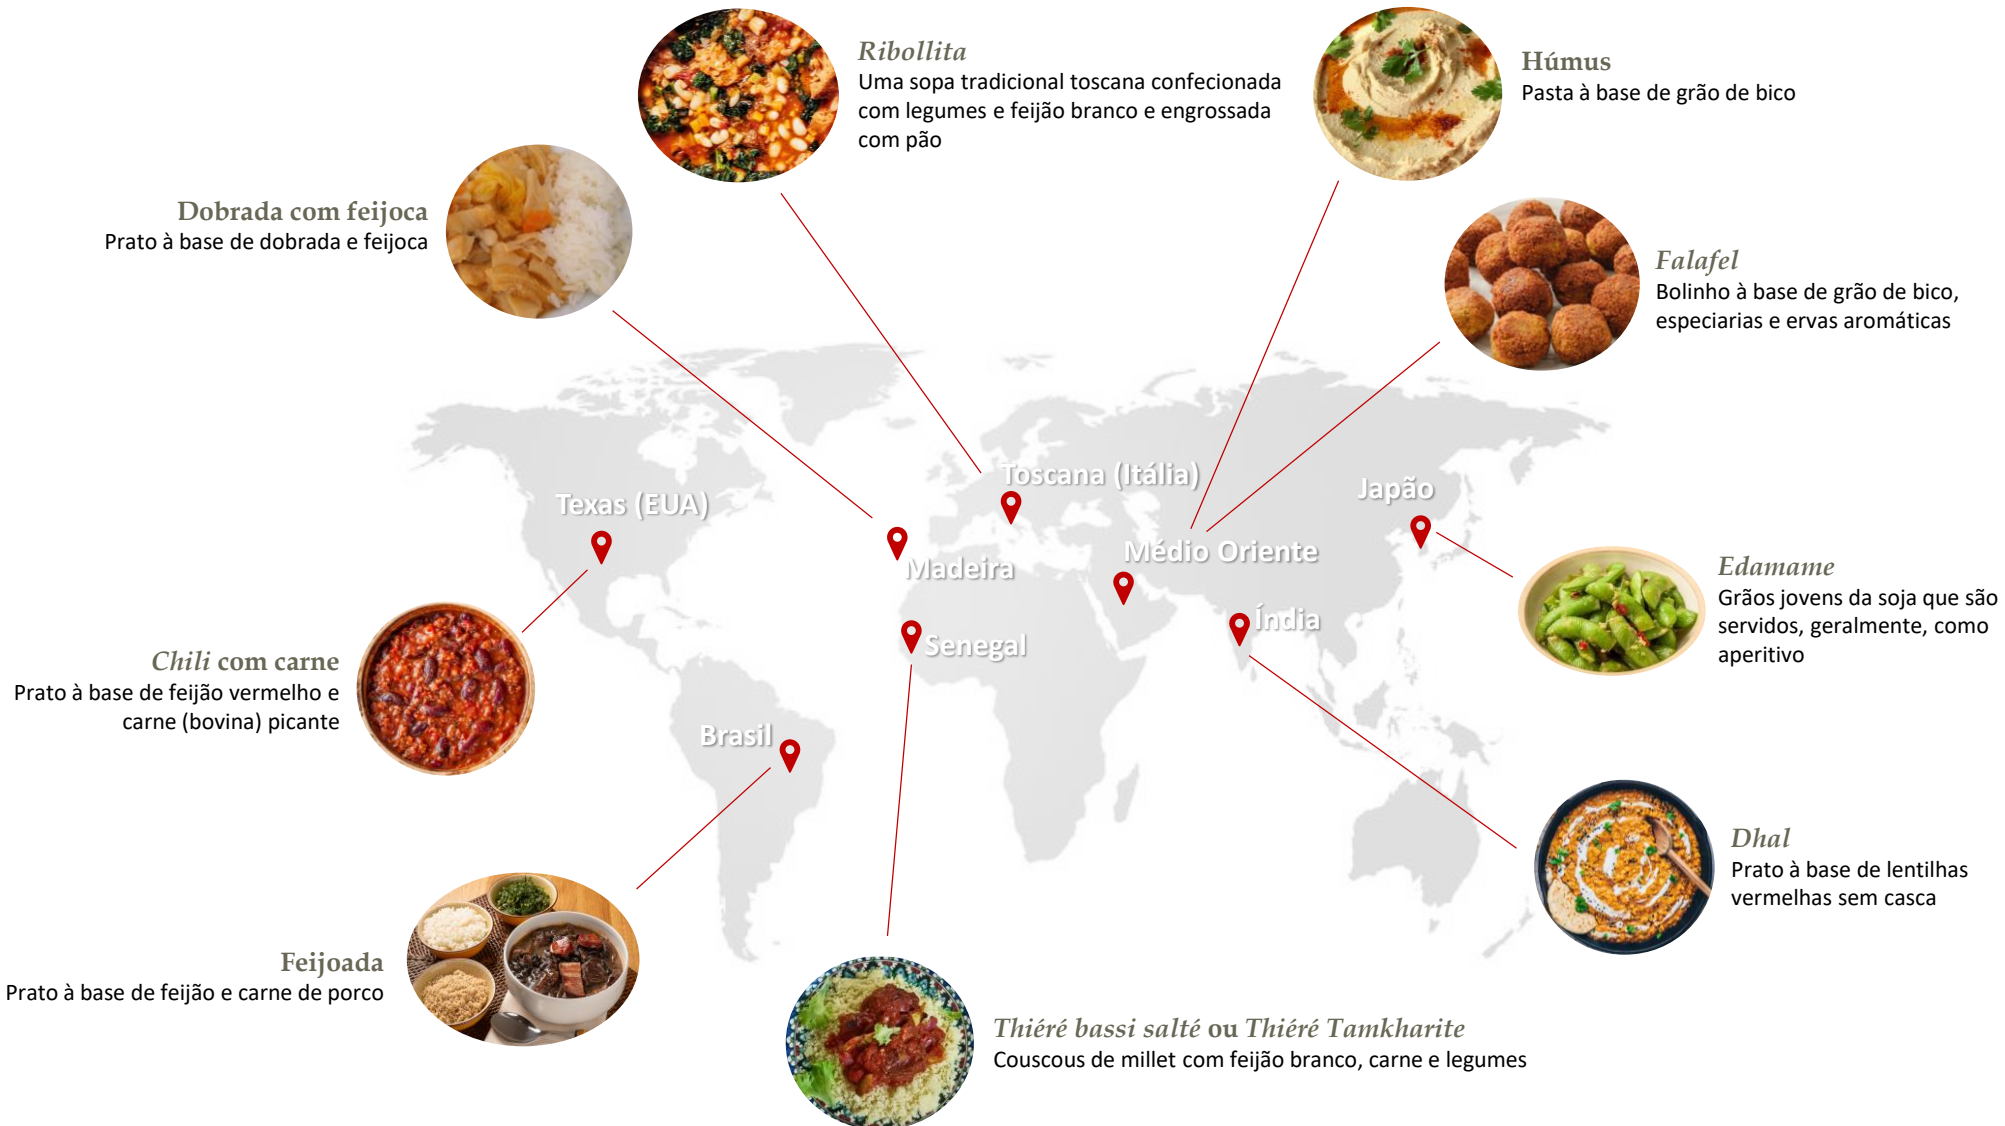 Ribollita
Uma sopa tradicional toscana confecionada
com legumes e feijão branco e engrossada
com pão
Húmus
Pasta à base de grão de bico
Dobrada com feijoca
Prato à base de dobrada e feijoca
Falafel
Bolinho à base de grão de bico,
especiarias e ervas aromáticas
Toscana (Itália)
Japão
Texas (EUA)
Médio Oriente
Madeira
Índia
Senegal
Edamame
Grãos jovens da soja que são
servidos, geralmente, como
aperitivo
Chili com carne
Prato à base de feijão vermelho e
carne (bovina) picante
Brasil
Dhal
Prato à base de lentilhas
vermelhas sem casca
Feijoada
Prato à base de feijão e carne de porco
Thiéré bassi salté ou Thiéré Tamkharite
Couscous de millet com feijão branco, carne e legumes